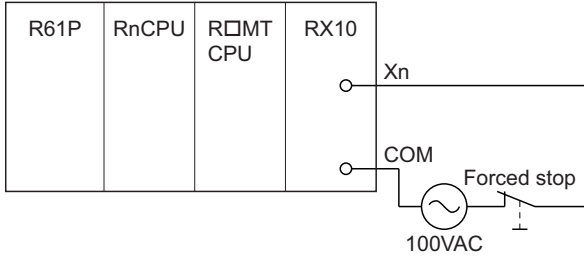 R61P
RnCPU
R□MT
CPU
RX10
Xn
COM
Forced stop
100VAC